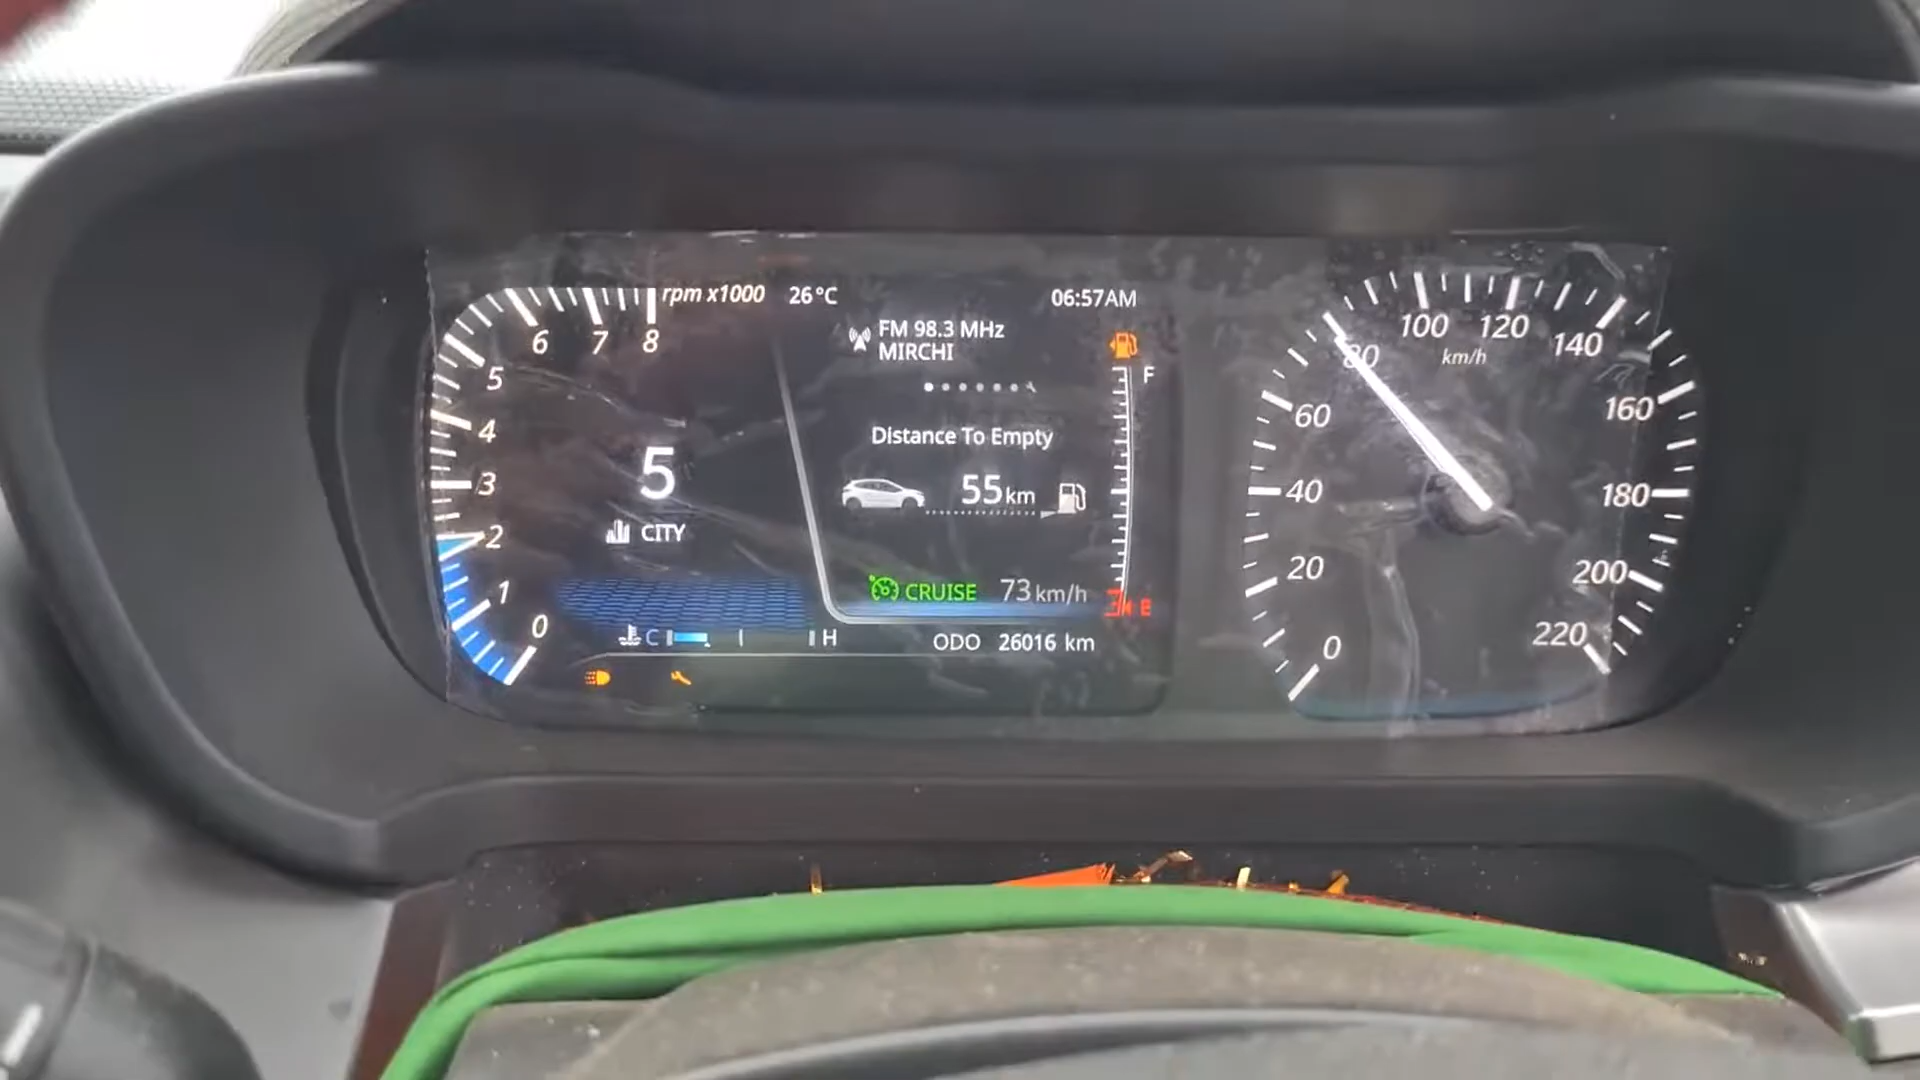 rpm x1000 26°C 06:57AM
FM 98.3 MHz
MIRCHI
Distance To Empty
55 km
CRUISE 73 km/h
ODO 26016 km
5
CITY
C H
F
E
8
7
6
5
4
3
2
1
0
km/h
0
20
40
60
80
100
120
140
160
180
200
220